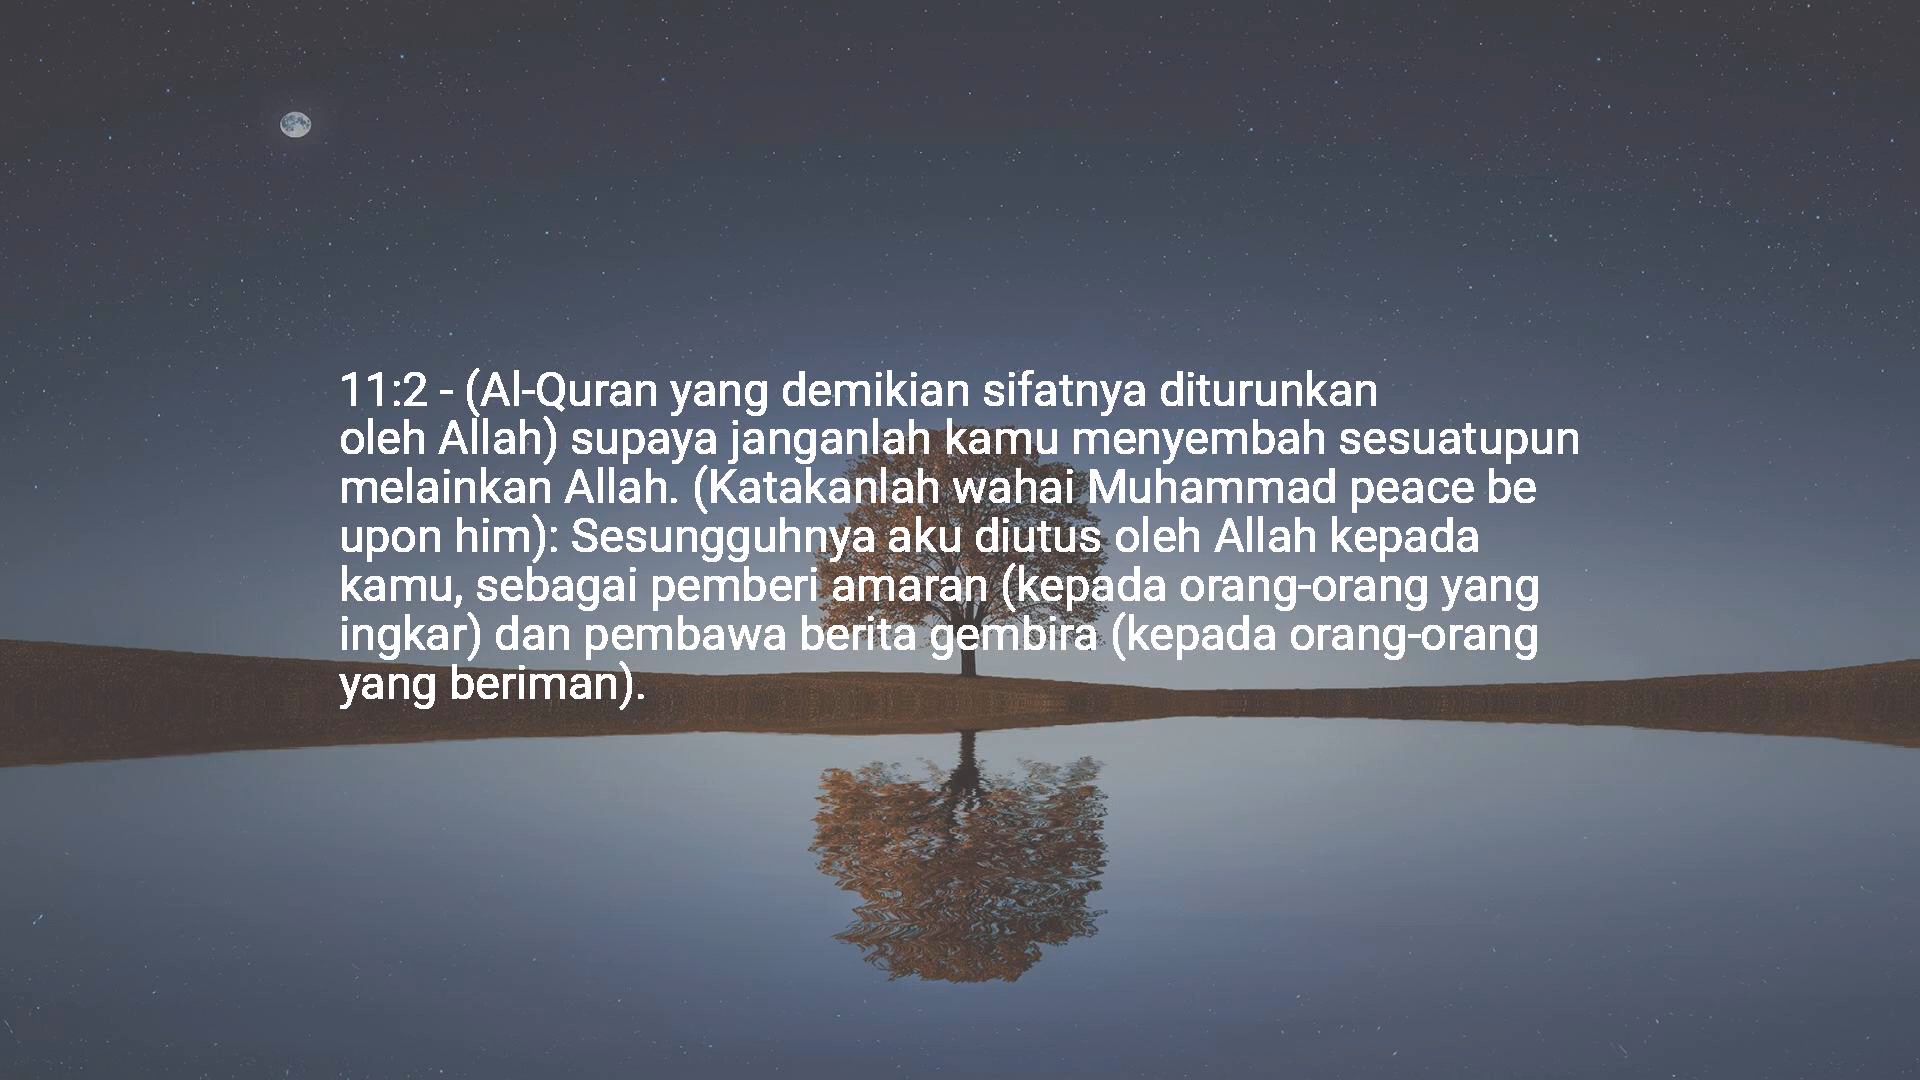 11:2 - (Al-Quran yang demikian sifatnya diturunkan
oleh Allah) supaya janganlah kamu menyembah sesuatupun
melainkan Allah. (Katakanlah wahai Muhammad peace be
upon him): Sesungguhnya aku diutus oleh Allah kepada
kamu, sebagai pemberi amaran (kepada orang-orang yang
ingkar) dan pembawa berita gembira (kepada orang-orang
yang beriman).